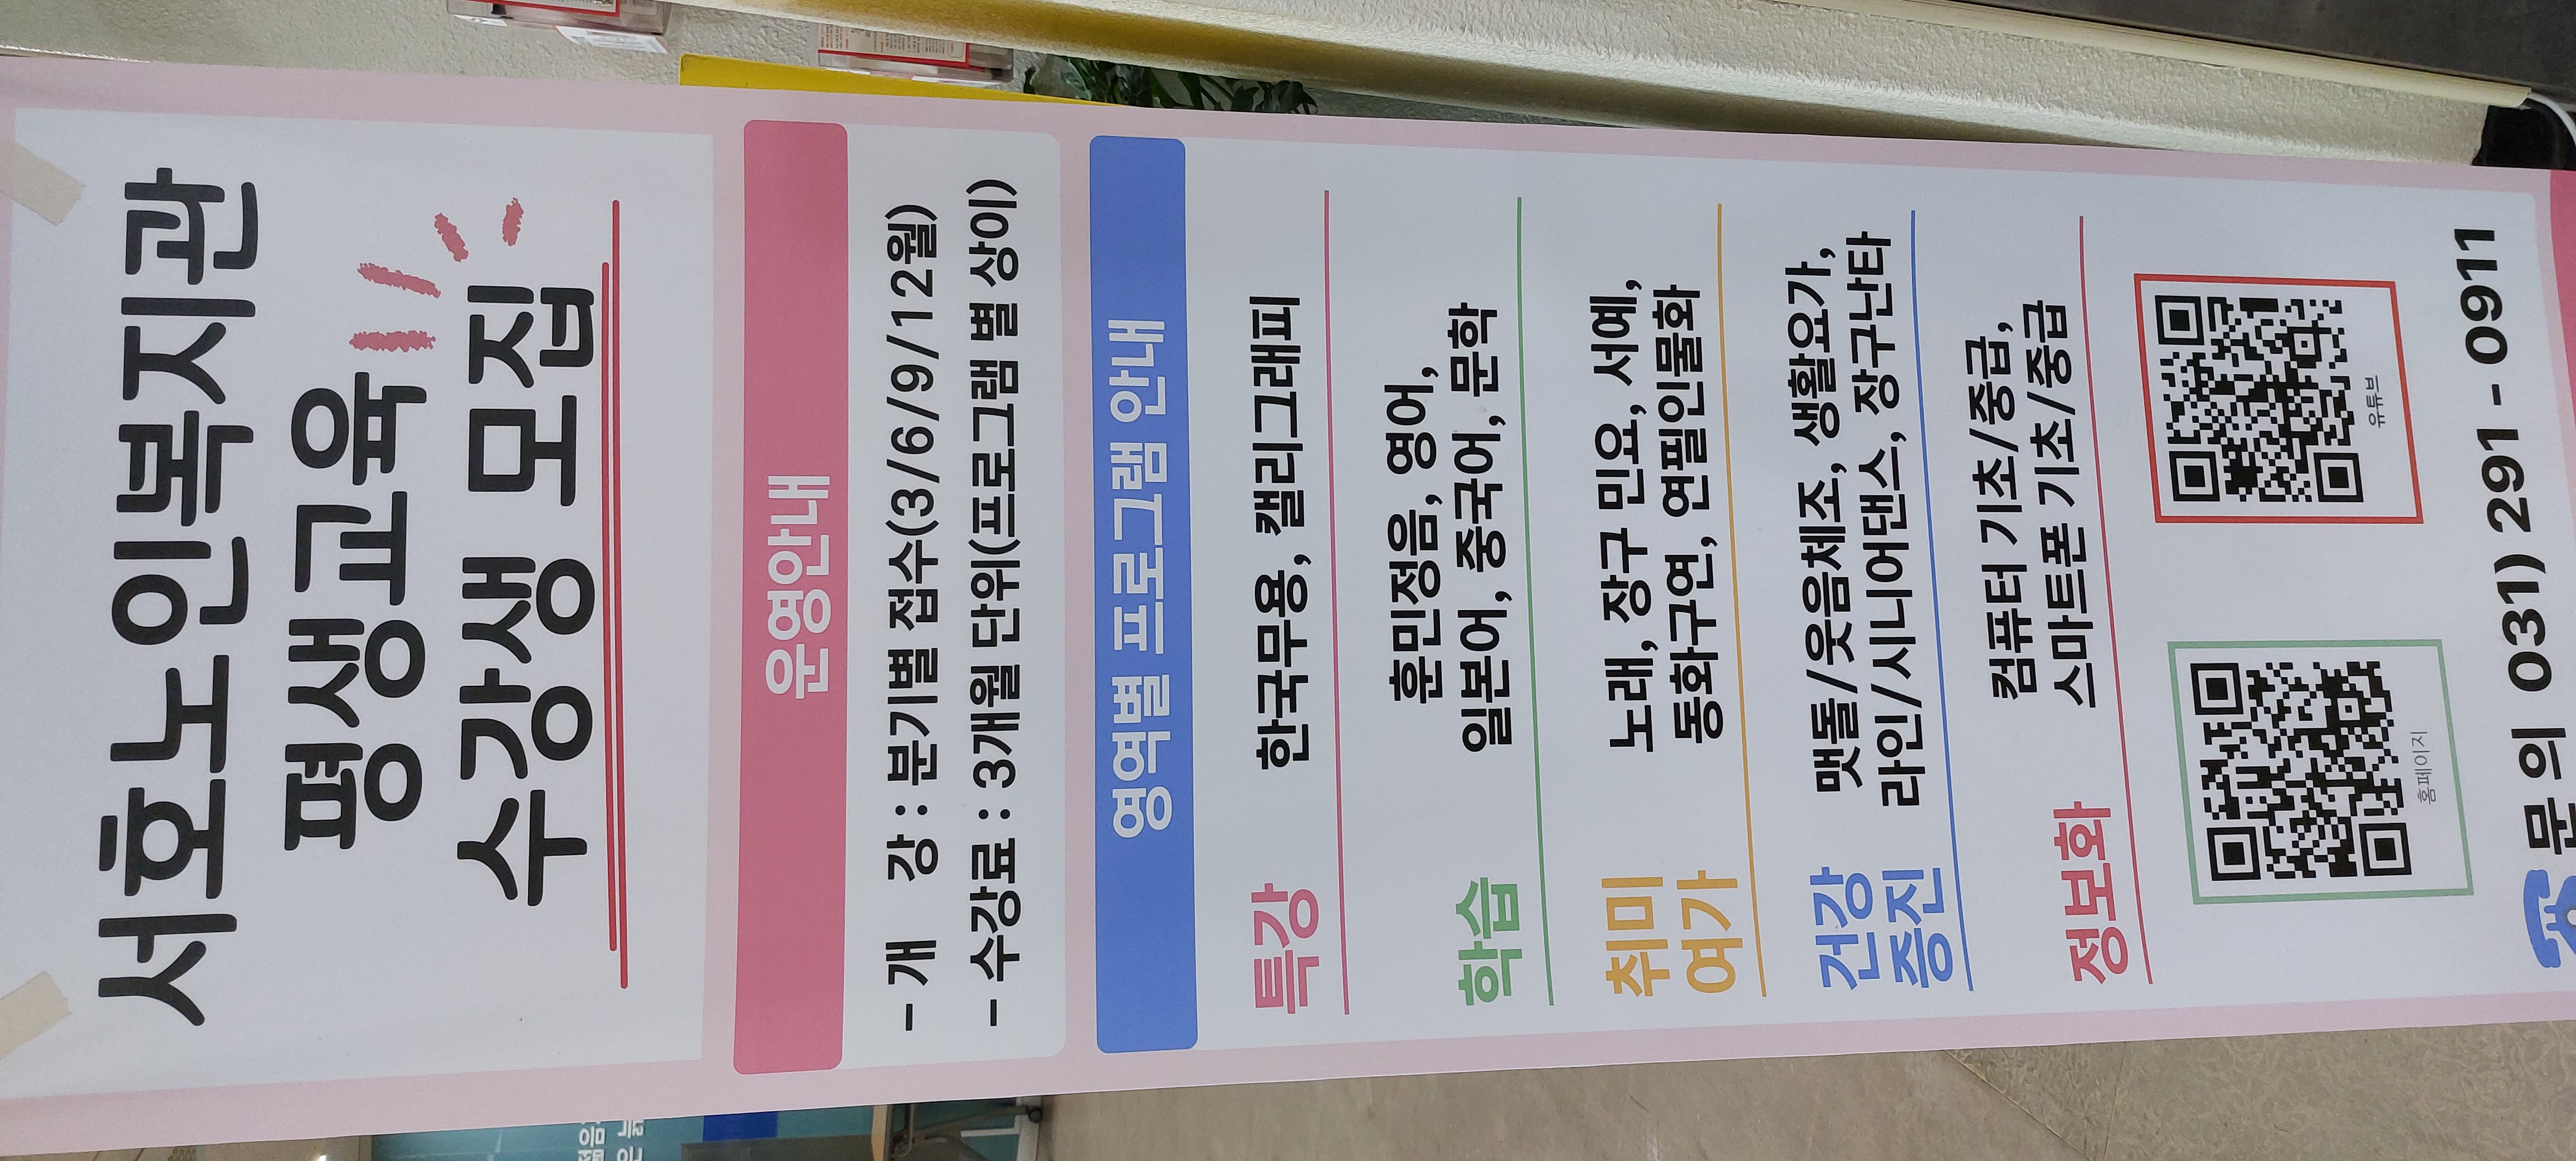 서호노인복지관
평생교육
수강생 모집
운영안내
- 개 강 : 분기별 접수(3/6/9/12월)
- 수강료 : 3개월 단위(프로그램 별 상이)
영역별 프로그램 안내
특강
한국무용, 캘리그래피
학습
훈민정음, 영어,
일본어, 중국어, 문학
취미
여가
노래, 장구 민요, 서예,
동화구연, 연필인물화
건강
증진
맷돌/웃음체조, 생활요가,
라인/시니어댄스, 장구난타
정보화
컴퓨터 기초/중급,
스마트폰 기초/중급
홈페이지
유튜브
문의 031) 291 - 0911